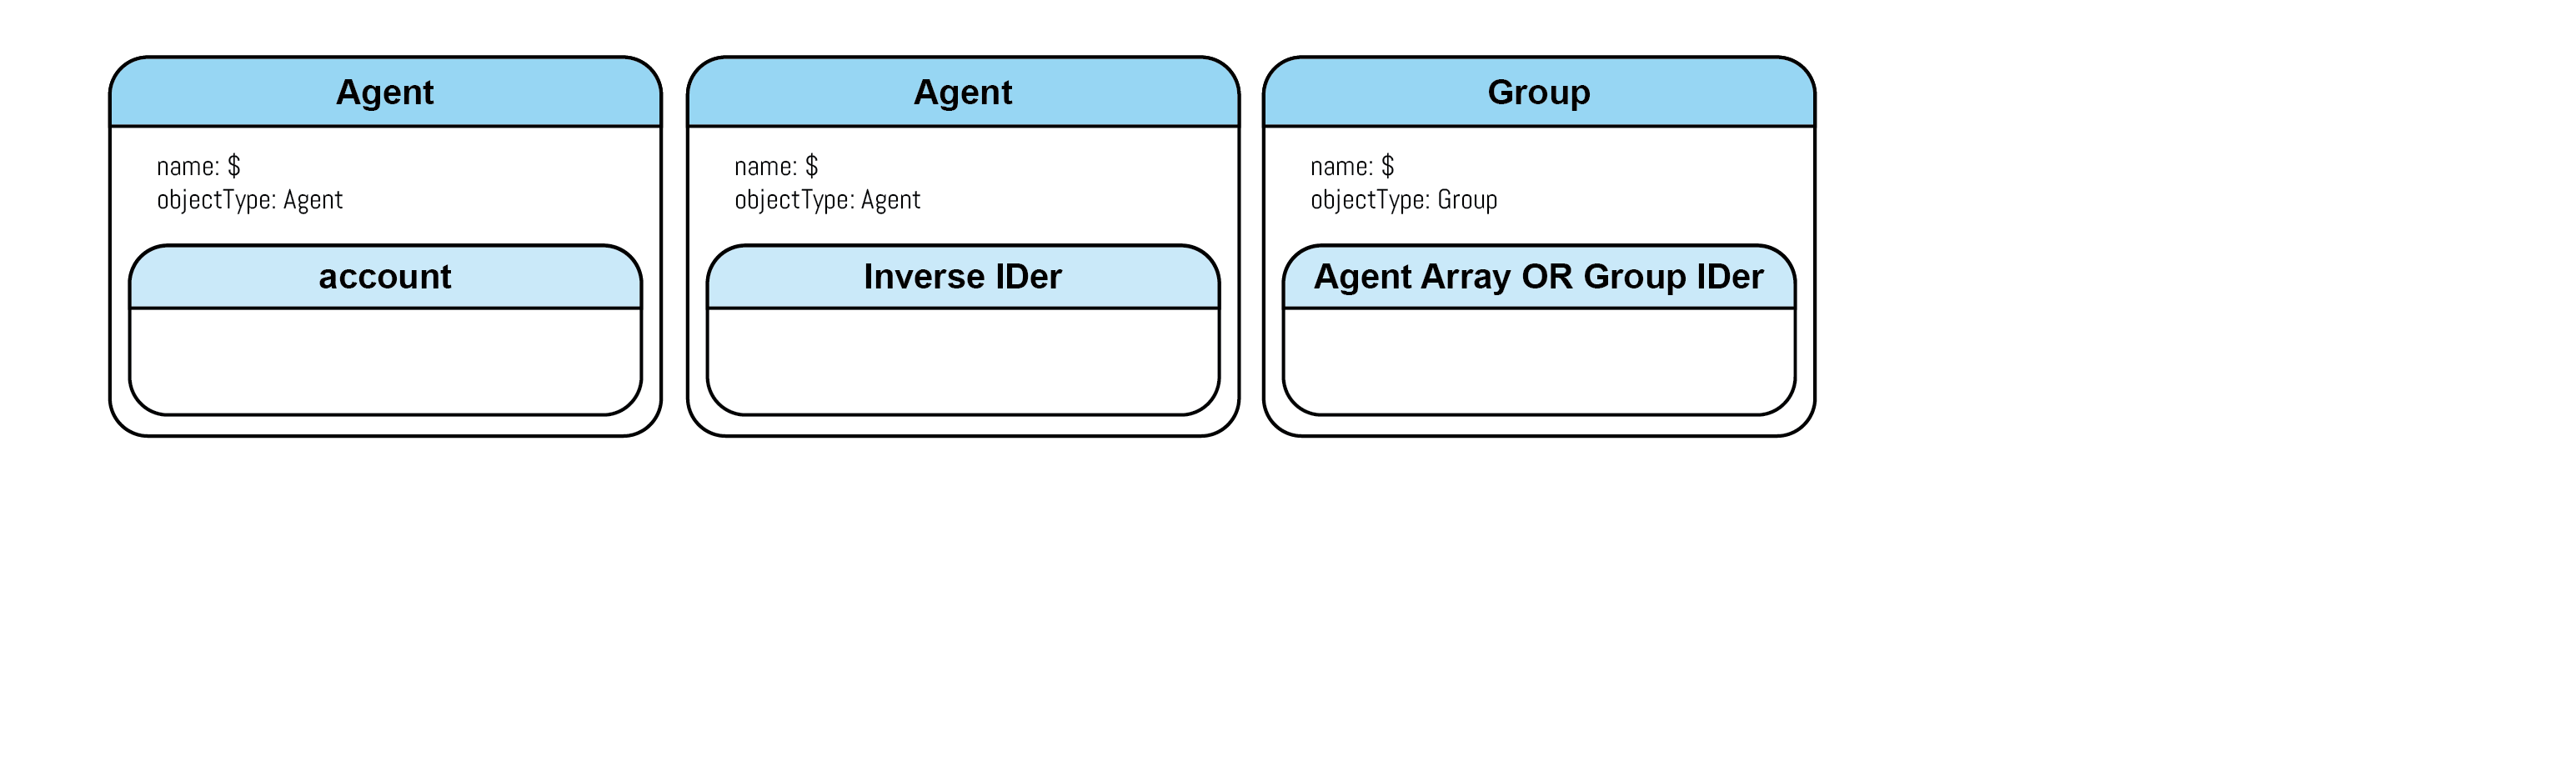 Agent
name: $
objectType: Agent
account
Agent
name: $
objectType: Agent
Inverse IDer
Group
name: $
objectType: Group
Agent Array OR Group IDer